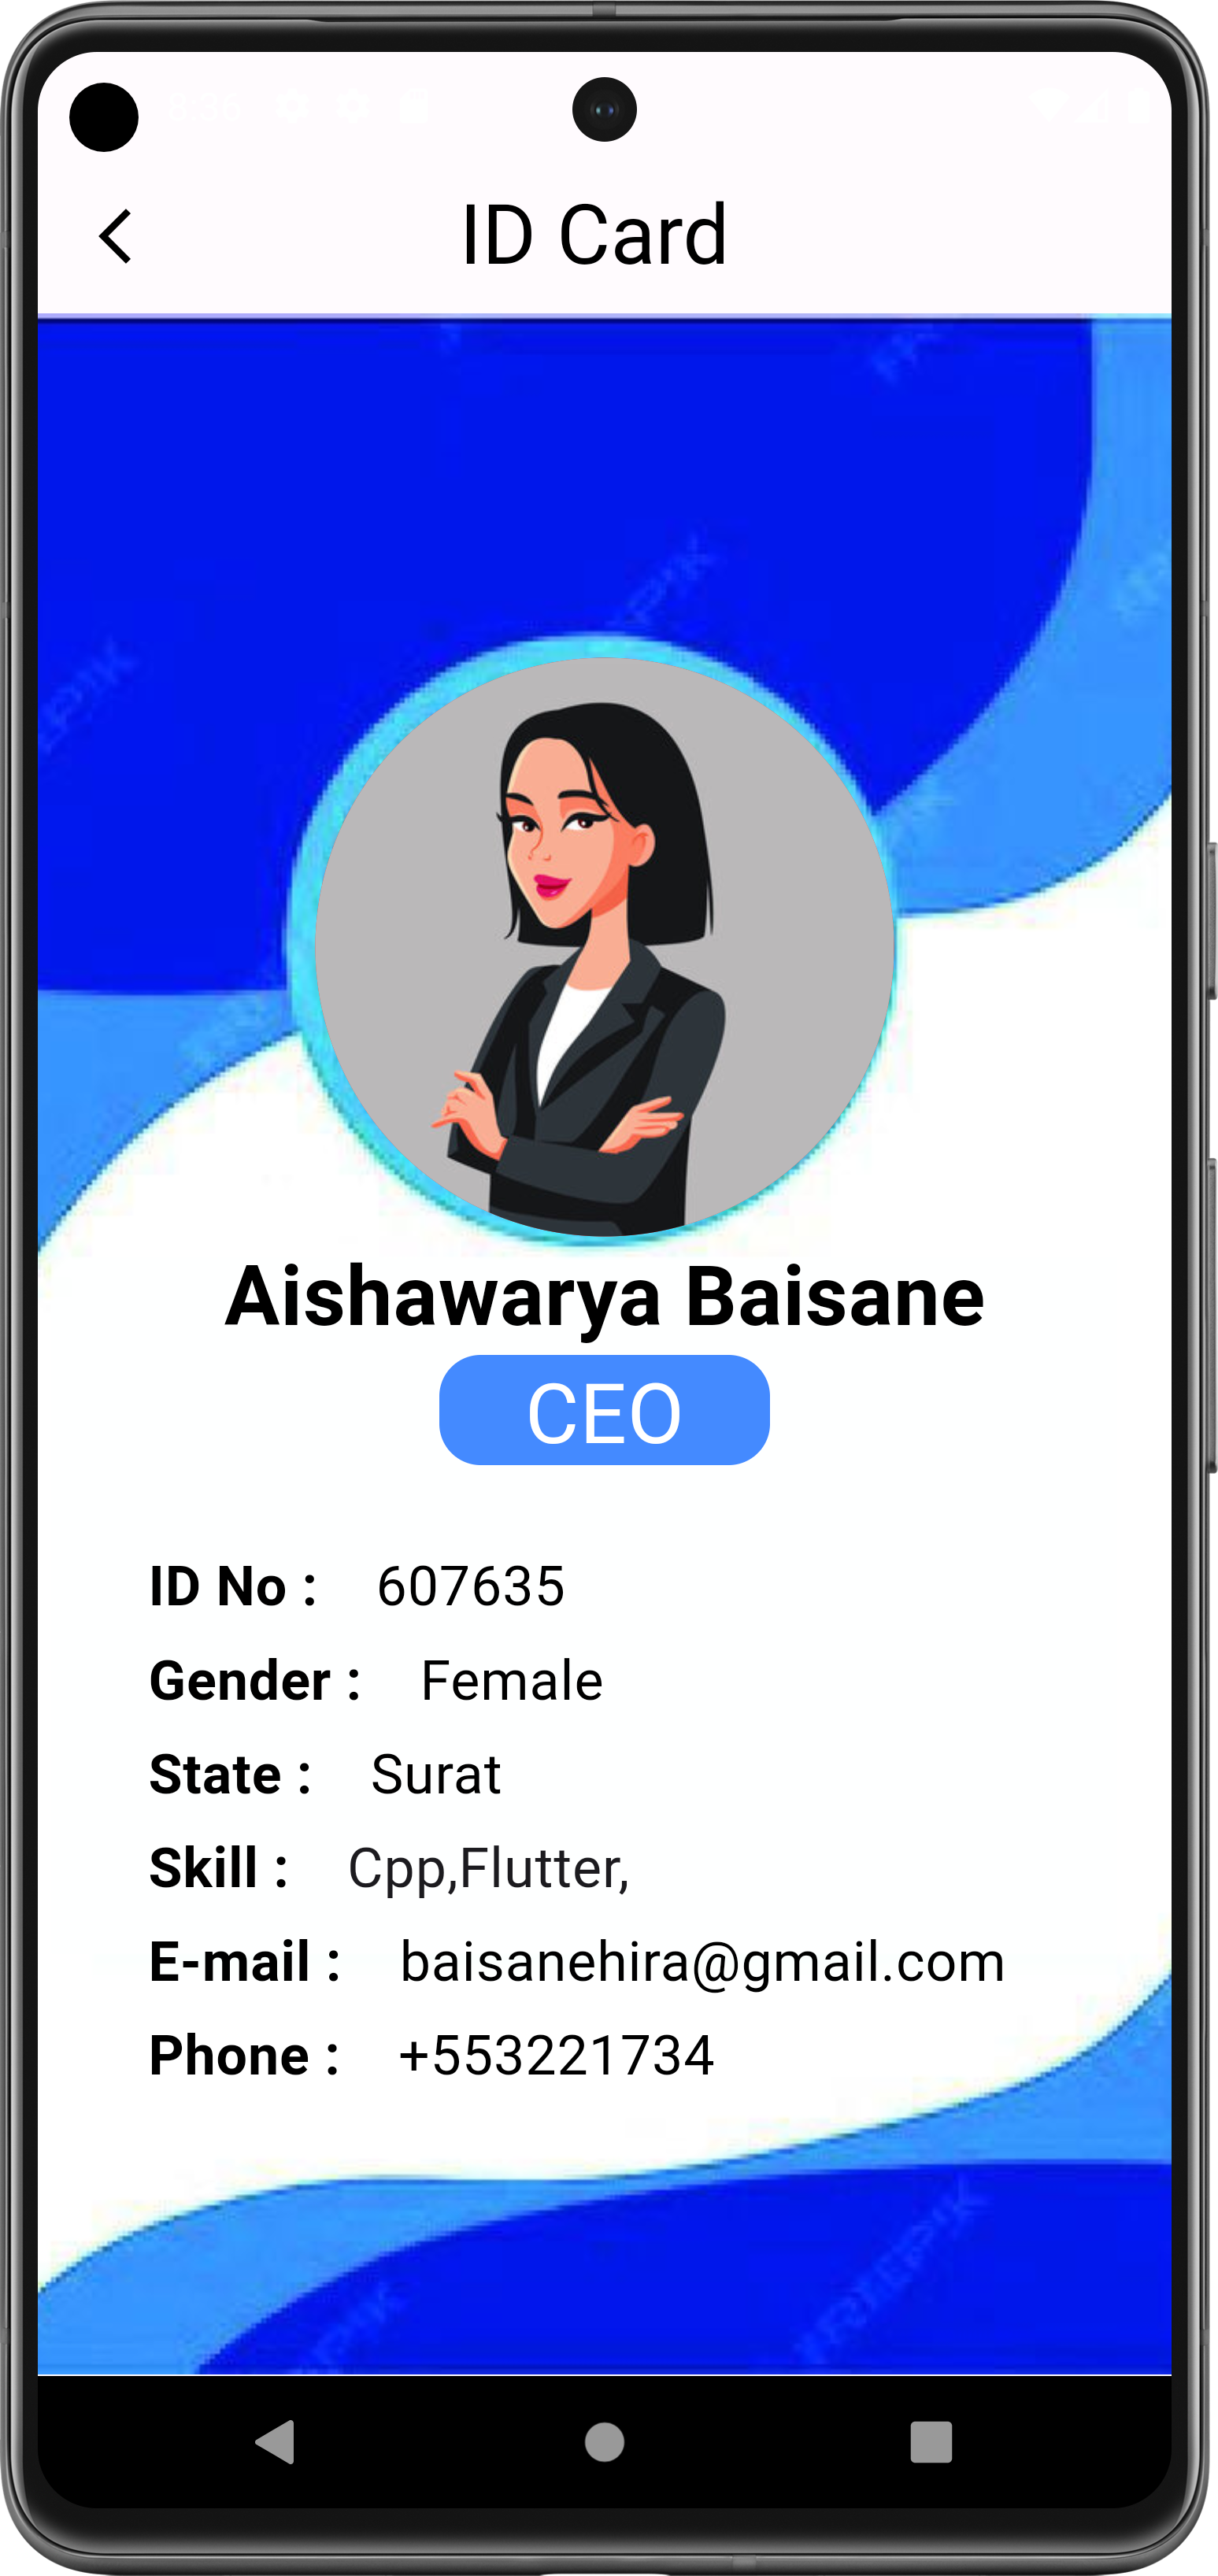 ID Card
Aishawarya Baisane
CEO
ID No : 607635
Gender : Female
State : Surat
Skill : Cpp,Flutter,
E-mail : baisanehira@gmail.com
Phone : +553221734
FREEPIK